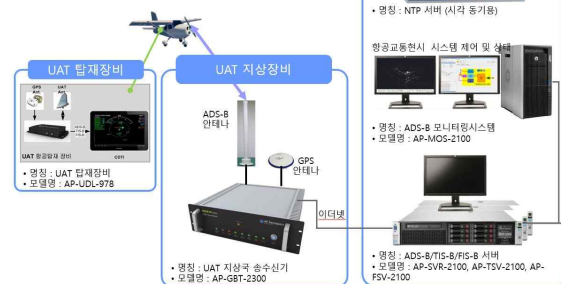 • 명칭 : NTP 서버 (시각 동기용)
항공교통현시 시스템 제어 및 상태
• 명칭 : ADS-B 모니터링시스템
• 모델명 : AP-MOS-2100
UAT 탑재장비
GPS
Ant
UAT
Ant
UAT 항공탑재 장비
CDTI
• 명칭 : UAT 탑재장비
• 모델명 : AP-UDL-978
UAT 지상장비
ADS-B
안테나
GPS
안테나
이더넷
• 명칭 : UAT 지상국 송수신기
• 모델명 : AP-GBT-2300
• 명칭 : ADS-B/TIS-B/FIS-B 서버
• 모델명 : AP-SVR-2100, AP-TSV-2100, AP-
FSV-2100